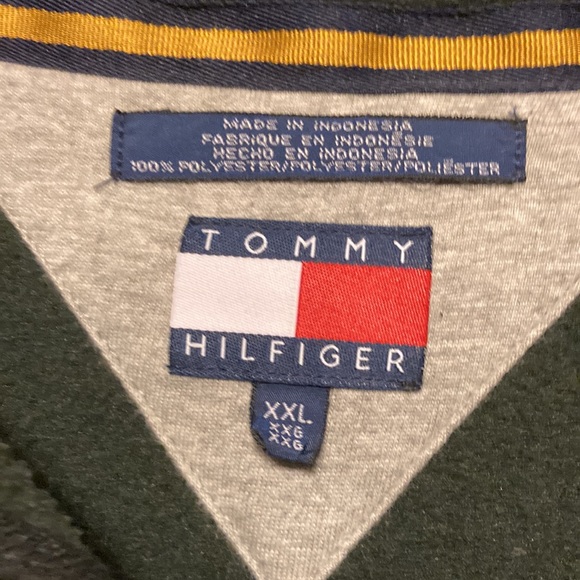 MADE IN INDONESIA
FABRIQUE EN INDONÉSIE
HECHO EN INDONESIA
100% POLYESTER/POLYESTER/POLIÉSTER
TOMMY
HILFIGER
XXL
XXG
XXG